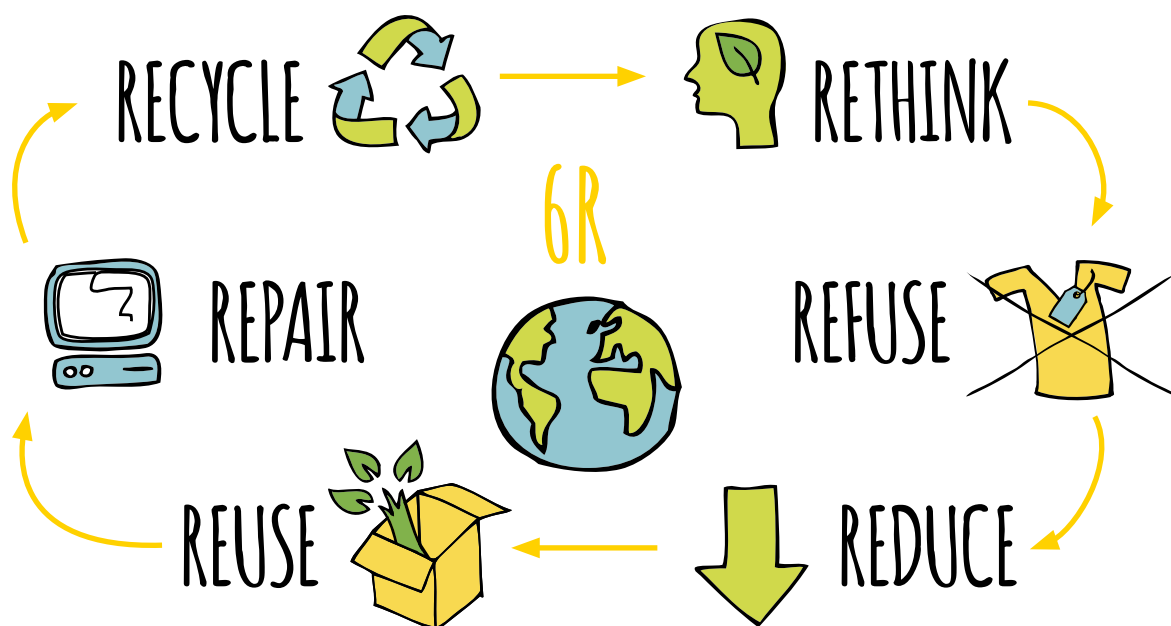 RECYCLE
RETHINK
6R
REPAIR
REFUSE
REUSE
REDUCE